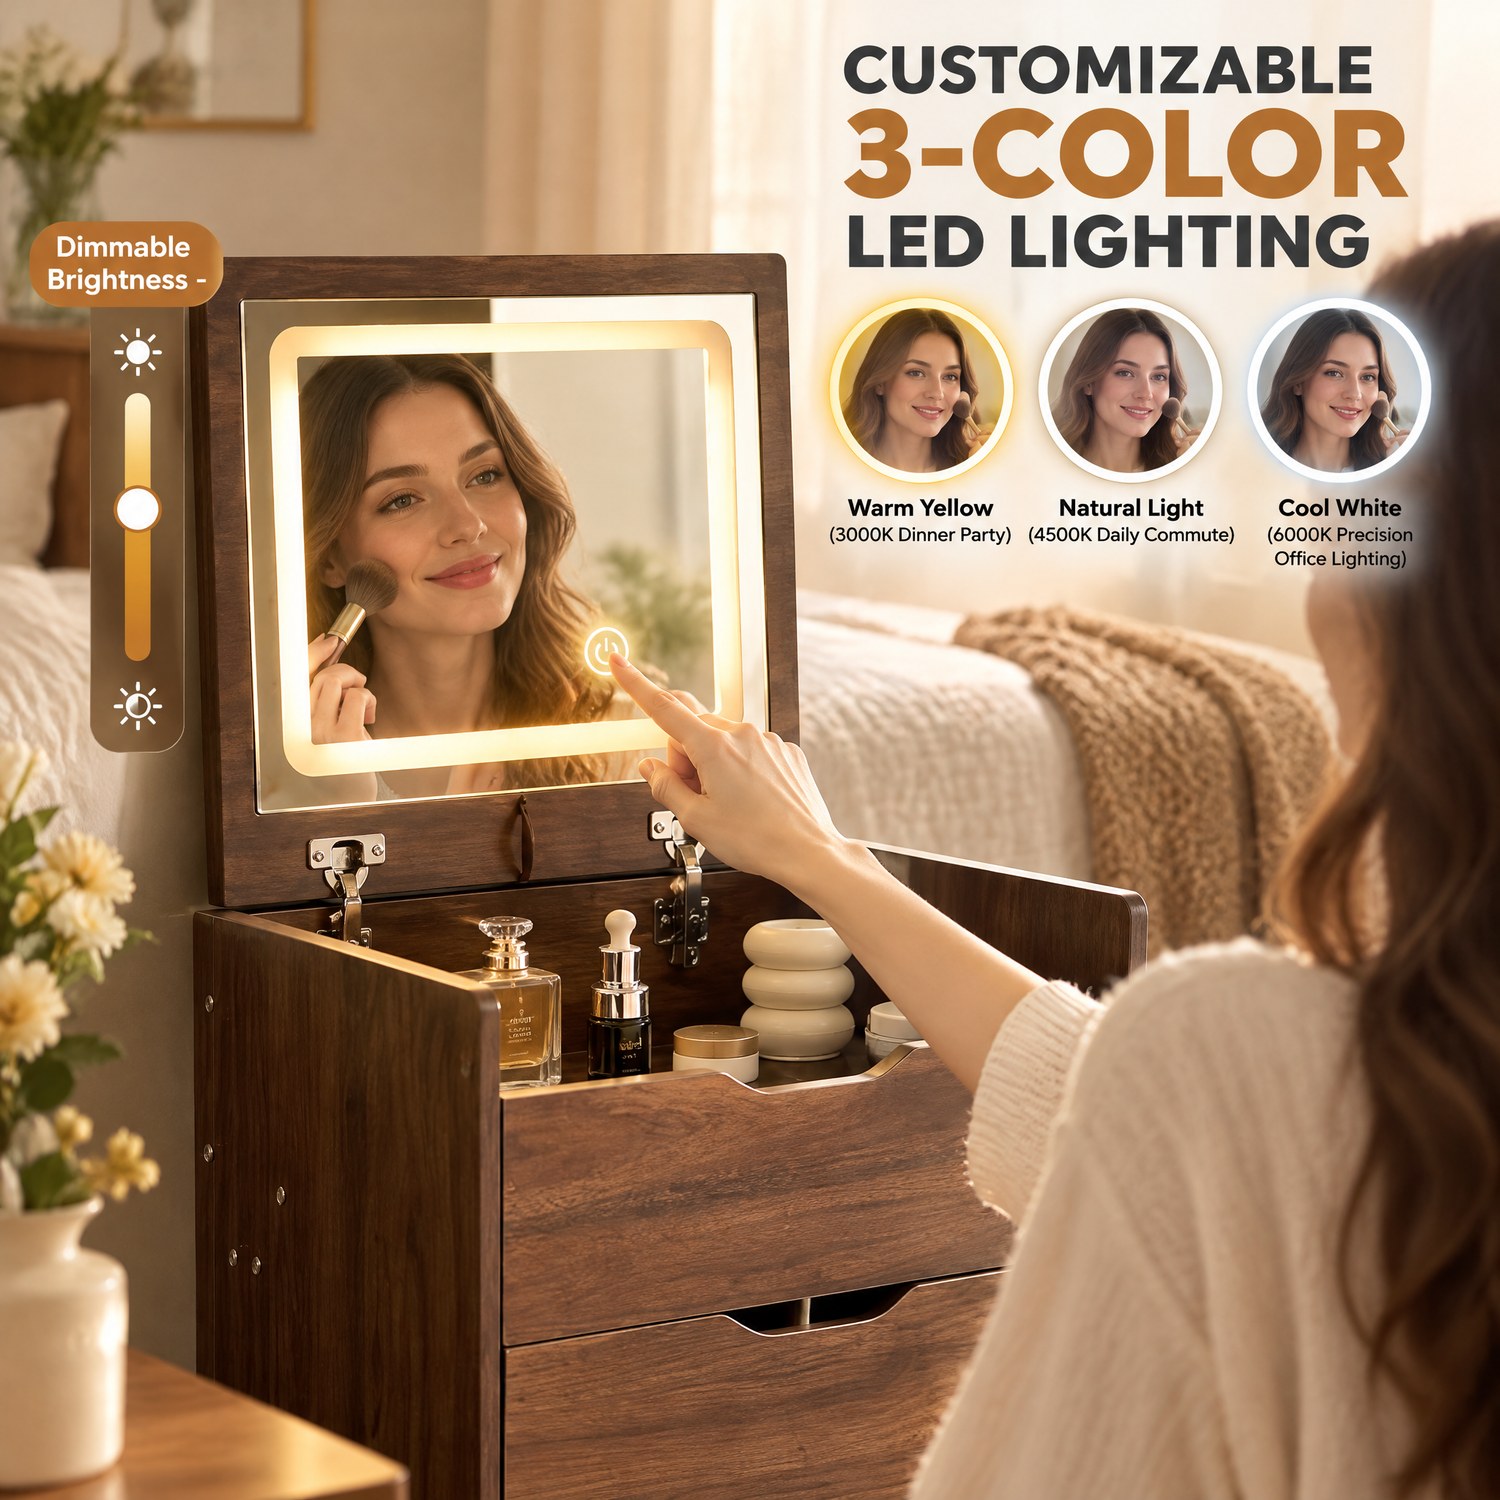 CUSTOMIZABLE
3-COLOR
LED LIGHTING
Dimmable
Brightness -
Warm Yellow
(3000K Dinner Party)
Natural Light
(4500K Daily Commute)
Cool White
(6000K Precision
Office Lighting)